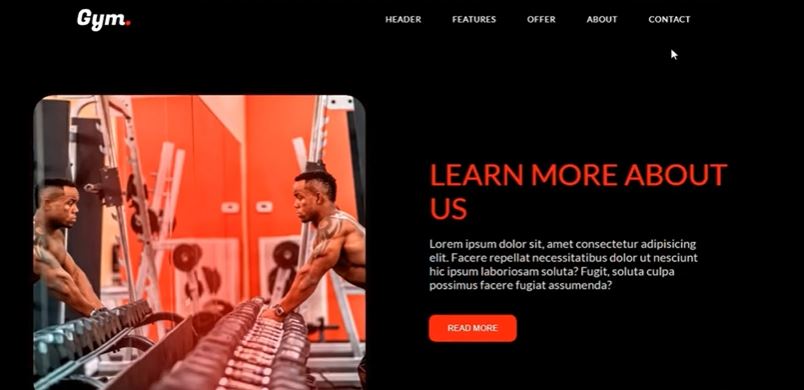 Gym.
HEADER FEATURES OFFER ABOUT CONTACT
LEARN MORE ABOUT
US
Lorem ipsum dolor sit, amet consectetur adipisicing
elit. Facere repellat necessitatibus dolor ut nesciunt
hic ipsum laboriosam soluta? Fugit, soluta culpa
possimus facere fugiat assumenda?
READ MORE